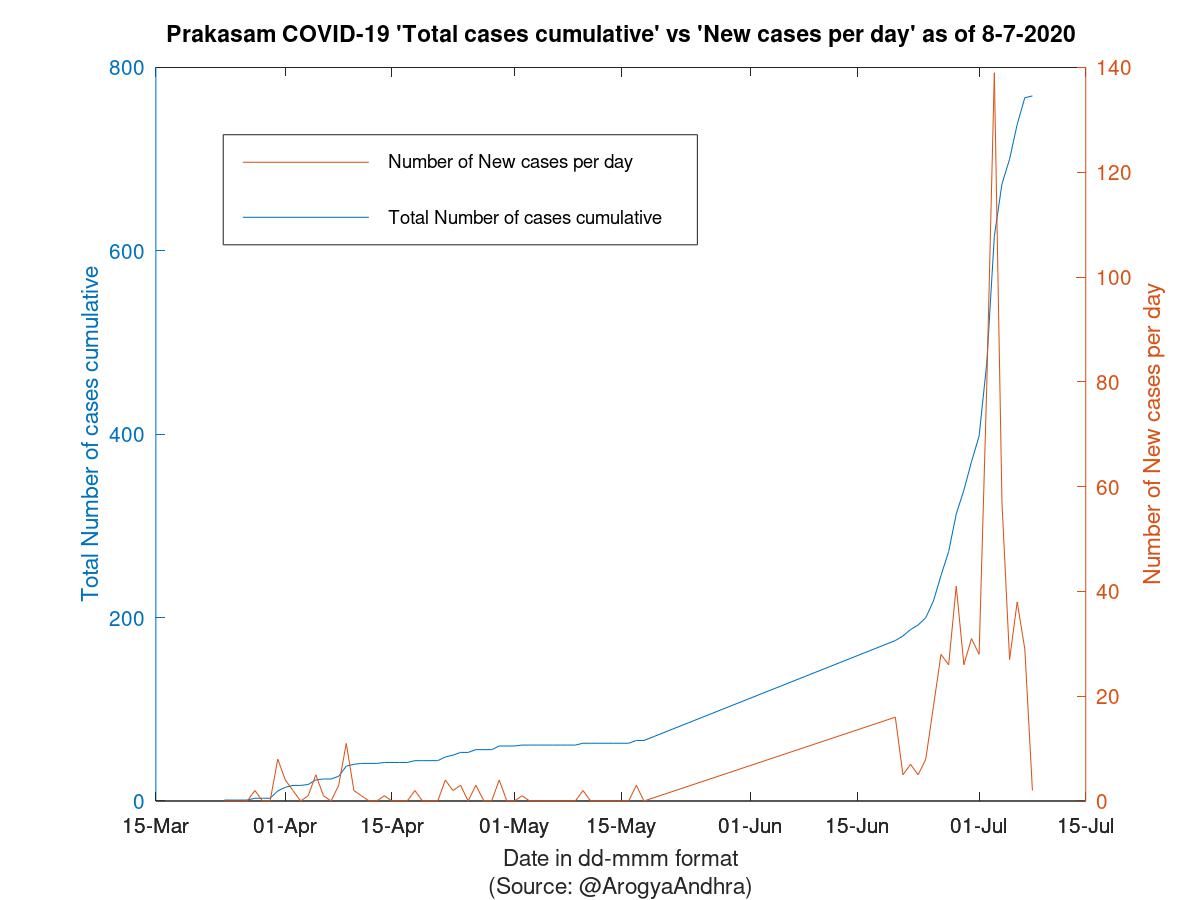 Prakasam COVID-19 'Total cases cumulative' vs 'New cases per day' as of 8-7-2020
800
600
400
200
0
Total Number of cases cumulative
140
120
100
80
60
40
20
0
Number of New cases per day
Number of New cases per day
Total Number of cases cumulative
15-Mar 01-Apr 15-Apr 01-May 15-May 01-Jun 15-Jun 01-Jul 15-Jul
Date in dd-mmm format
(Source: @ArogyaAndhra)